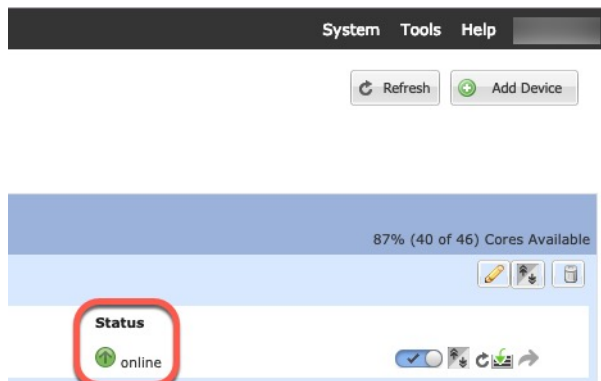 System Tools Help
Refresh Add Device
87% (40 of 46) Cores Available
Status
online